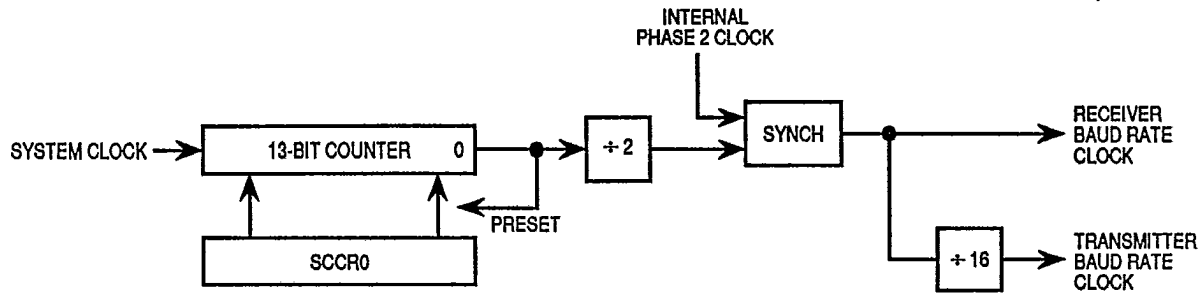 INTERNAL
PHASE 2 CLOCK
SYSTEM CLOCK
13-BIT COUNTER 0
÷ 2
SYNCH
RECEIVER
BAUD RATE
CLOCK
PRESET
SCCR0
÷ 16
TRANSMITTER
BAUD RATE
CLOCK